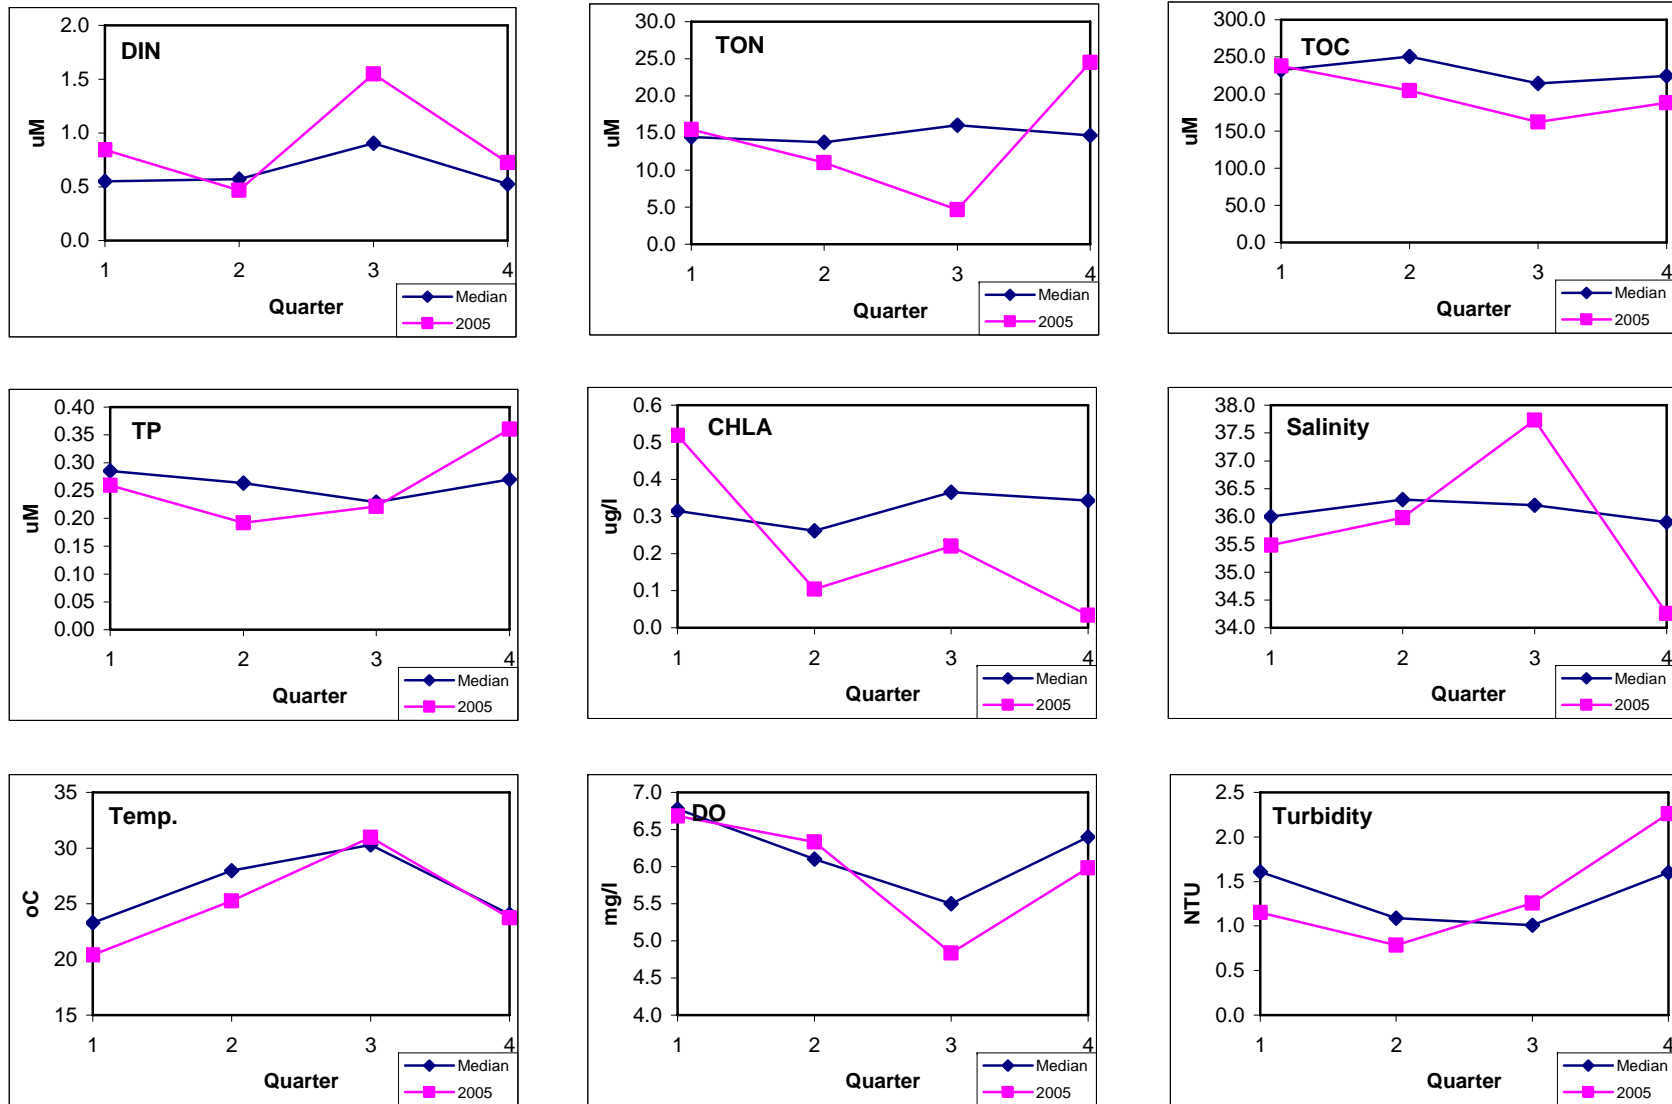 DIN
uM
2.0
1.5
1.0
0.5
0.0
1 2 3 4
Quarter
Median
2005
TON
uM
30.0
25.0
20.0
15.0
10.0
5.0
0.0
1 2 3 4
Quarter
Median
2005
TOC
uM
300.0
250.0
200.0
150.0
100.0
50.0
0.0
1 2 3 4
Quarter
Median
2005
TP
uM
0.40
0.35
0.30
0.25
0.20
0.15
0.10
0.05
0.00
1 2 3 4
Quarter
Median
2005
CHLA
ug/l
0.6
0.5
0.4
0.3
0.2
0.1
0.0
1 2 3 4
Quarter
Median
2005
Salinity
38.0
37.5
37.0
36.5
36.0
35.5
35.0
34.5
34.0
1 2 3 4
Quarter
Median
2005
Temp.
oC
35
30
25
20
15
1 2 3 4
Quarter
Median
2005
DO
mg/l
7.0
6.5
6.0
5.5
5.0
4.5
4.0
1 2 3 4
Quarter
Median
2005
Turbidity
NTU
2.5
2.0
1.5
1.0
0.5
0.0
1 2 3 4
Quarter
Median
2005